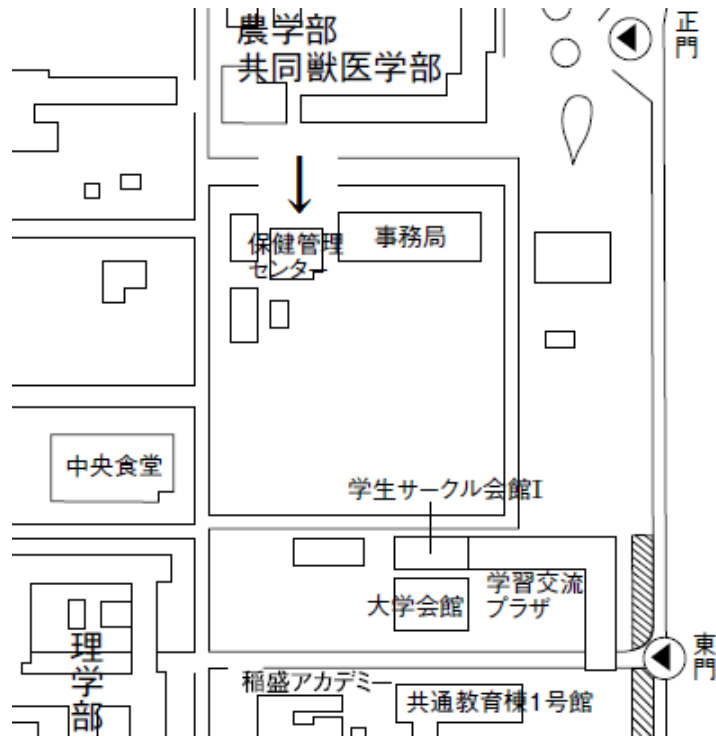 農学部
共同獣医学部
正門
保健管理
センター
事務局
中央食堂
学生サークル会館I
大学会館
学習交流
プラザ
理学部
東門
稲盛アカデミー
共通教育棟1号館